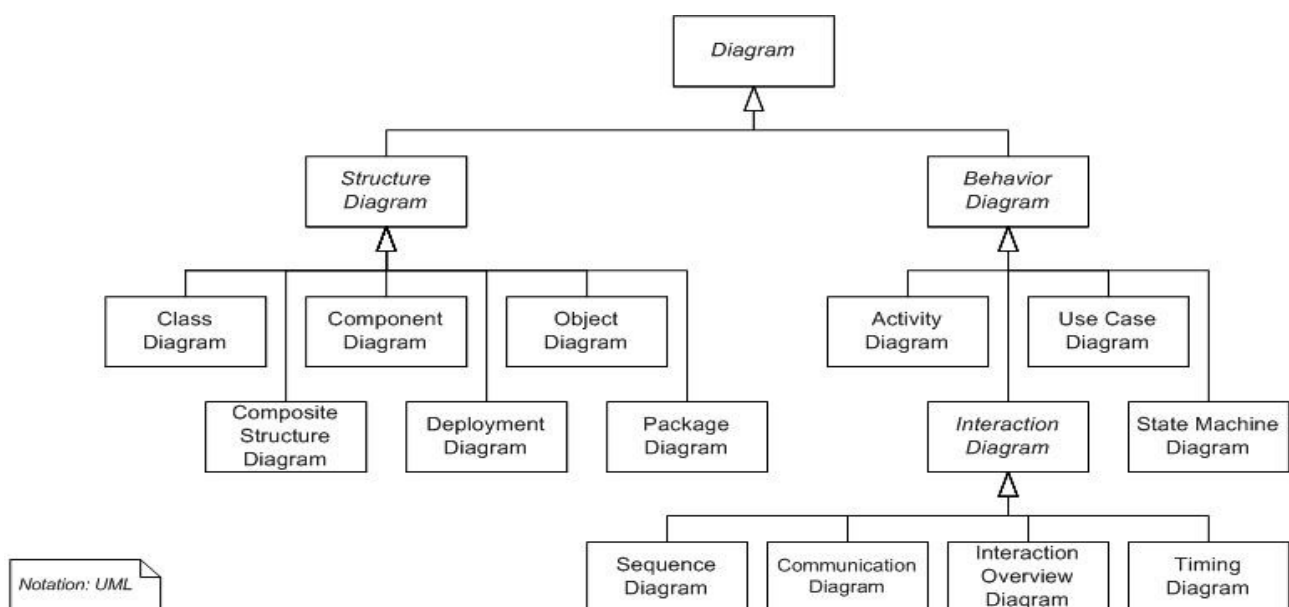 Diagram
Structure
Diagram
Behavior
Diagram
Class
Diagram
Component
Diagram
Object
Diagram
Activity
Diagram
Use Case
Diagram
Composite
Structure
Diagram
Deployment
Diagram
Package
Diagram
Interaction
Diagram
State Machine
Diagram
Sequence
Diagram
Communication
Diagram
Interaction
Overview
Diagram
Timing
Diagram
Notation: UML